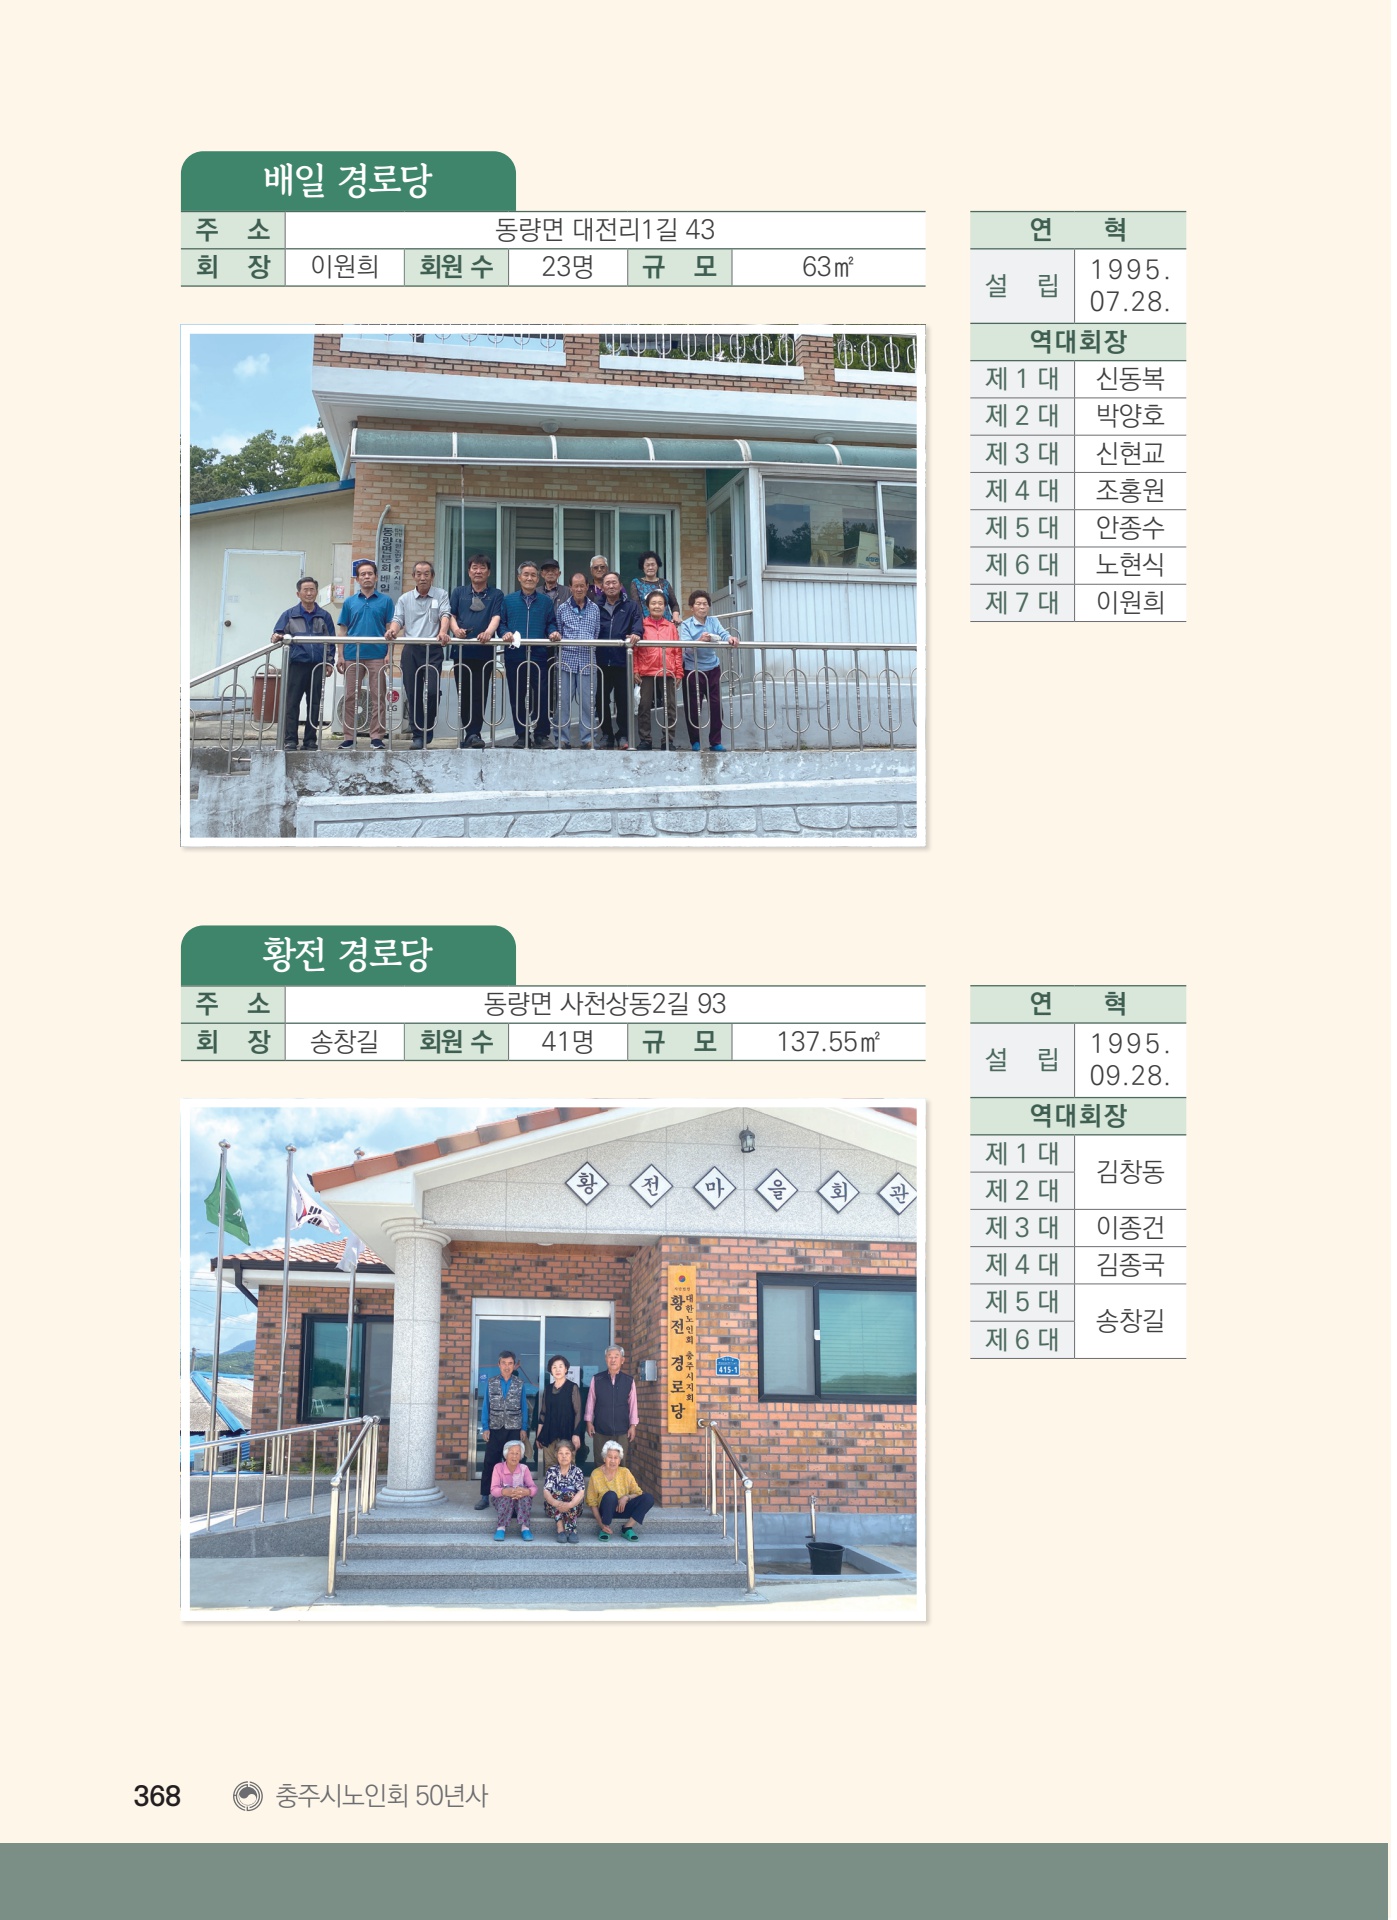 배일 경로당
주 소 동량면 대전리1길 43
회 장 이원희 회원 수 23명 규 모 63㎡
연 혁
설 립 1995. 07.28.
역대회장
제 1 대 신동복
제 2 대 박양호
제 3 대 신현교
제 4 대 조홍원
제 5 대 안종수
제 6 대 노현식
제 7 대 이원희
동량면분회 배일
LG
황전 경로당
주 소 동량면 사천상동2길 93
회 장 송창길 회원 수 41명 규 모 137.55㎡
연 혁
설 립 1995. 09.28.
역대회장
제 1 대 김창동
제 2 대
제 3 대 이종건
제 4 대 김종국
제 5 대 송창길
제 6 대
황전마을회관
대한노인회 충주시지회
황전 경로당
415-1
368 충주시노인회 50년사